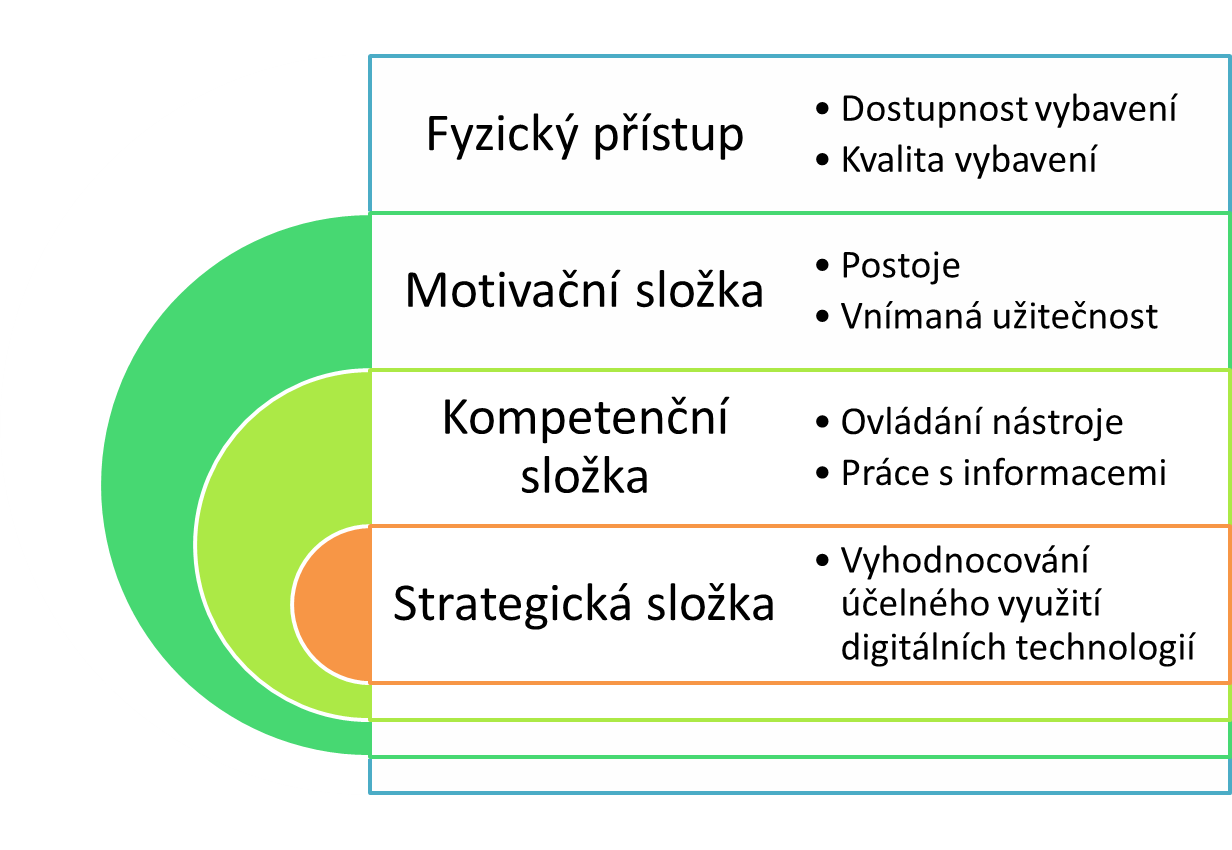 Fyzický přístup
• Dostupnost vybavení
• Kvalita vybavení
Motivační složka
• Postoje
• Vnímaná užitečnost
Kompetenční
složka
• Ovládání nástroje
• Práce s informacemi
Strategická složka
• Vyhodnocování
účelného využití
digitálních technologií